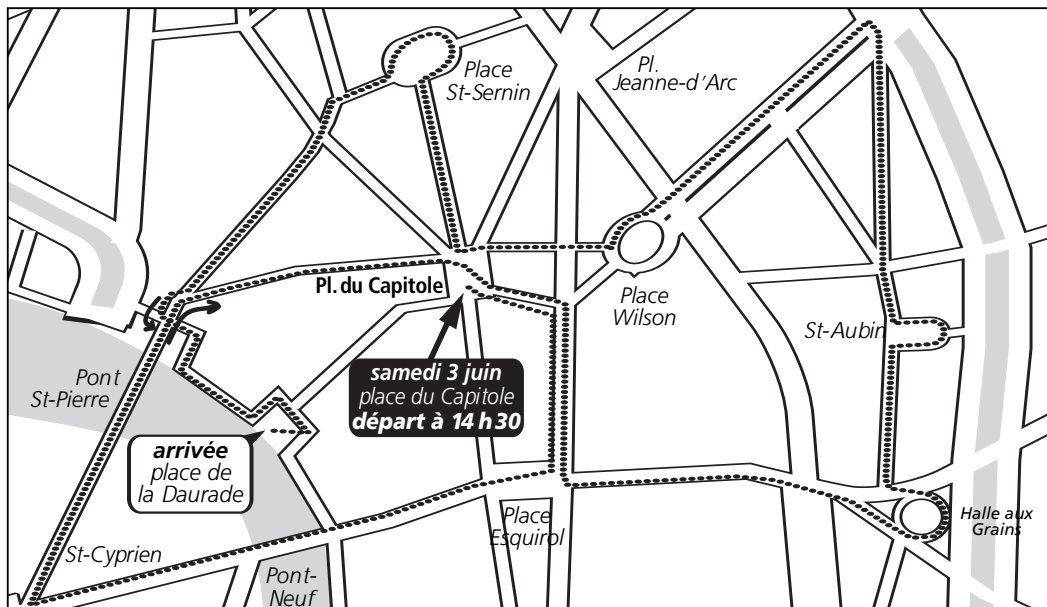 Place
St-Sernin
Pl.
Jeanne-d'Arc
Pl. du Capitole
Place
Wilson
St-Aubin
Pont
St-Pierre
samedi 3 juin
place du Capitole
départ à 14 h 30
arrivée
place de
la Daurade
St-Cyprien
Place
Esquirol
Halle aux
Grains
Pont-
Neuf